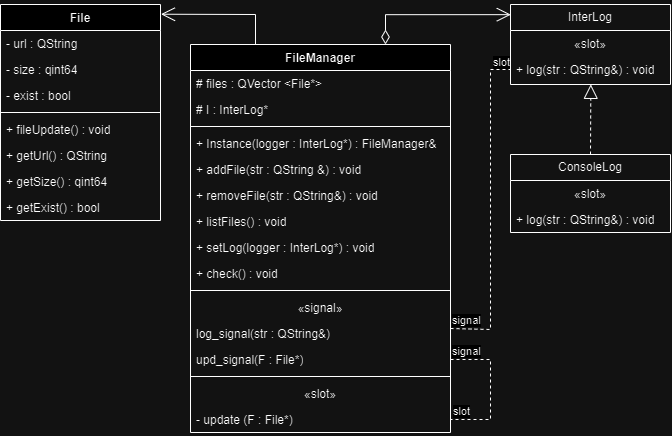 File
- url : QString
- size : qint64
- exist : bool
+ fileUpdate() : void
+ getUrl() : QString
+ getSize() : qint64
+ getExist() : bool
FileManager
# files : QVector <File*>
# l : InterLog*
+ Instance(logger : InterLog*) : FileManager&
+ addFile(str : QString &) : void
+ removeFile(str : QString&) : void
+ listFiles() : void
+ setLog(logger : InterLog*) : void
+ check() : void
«signal»
log_signal(str : QString&)
upd_signal(F : File*)
«slot»
- update (F : File*)
InterLog
«slot»
+ log(str : QString&) : void
ConsoleLog
«slot»
+ log(str : QString&) : void
slot
signal
signal
slot